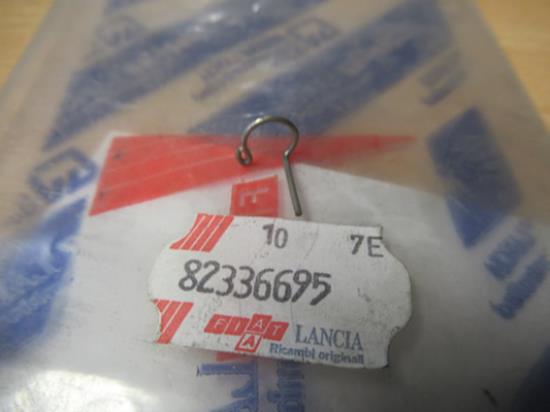 10 7E
82336695
FIAT LANCIA
Ricambi originali